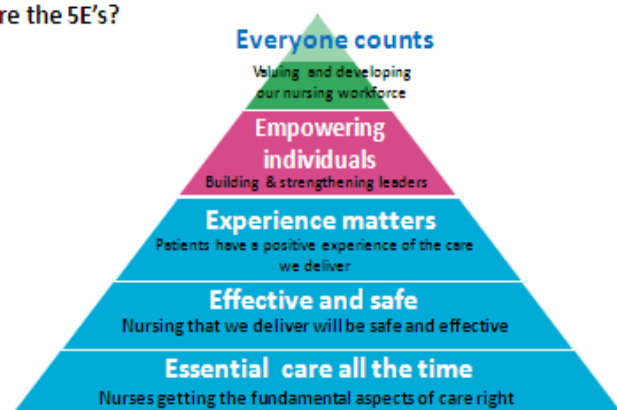 re the 5E's?
Everyone counts
Valuing and developing
our nursing workforce
Empowering
individuals
Building & strengthening leaders
Experience matters
Patients have a positive experience of the care
we deliver
Effective and safe
Nursing that we deliver will be safe and effective
Essential care all the time
Nurses getting the fundamental aspects of care right